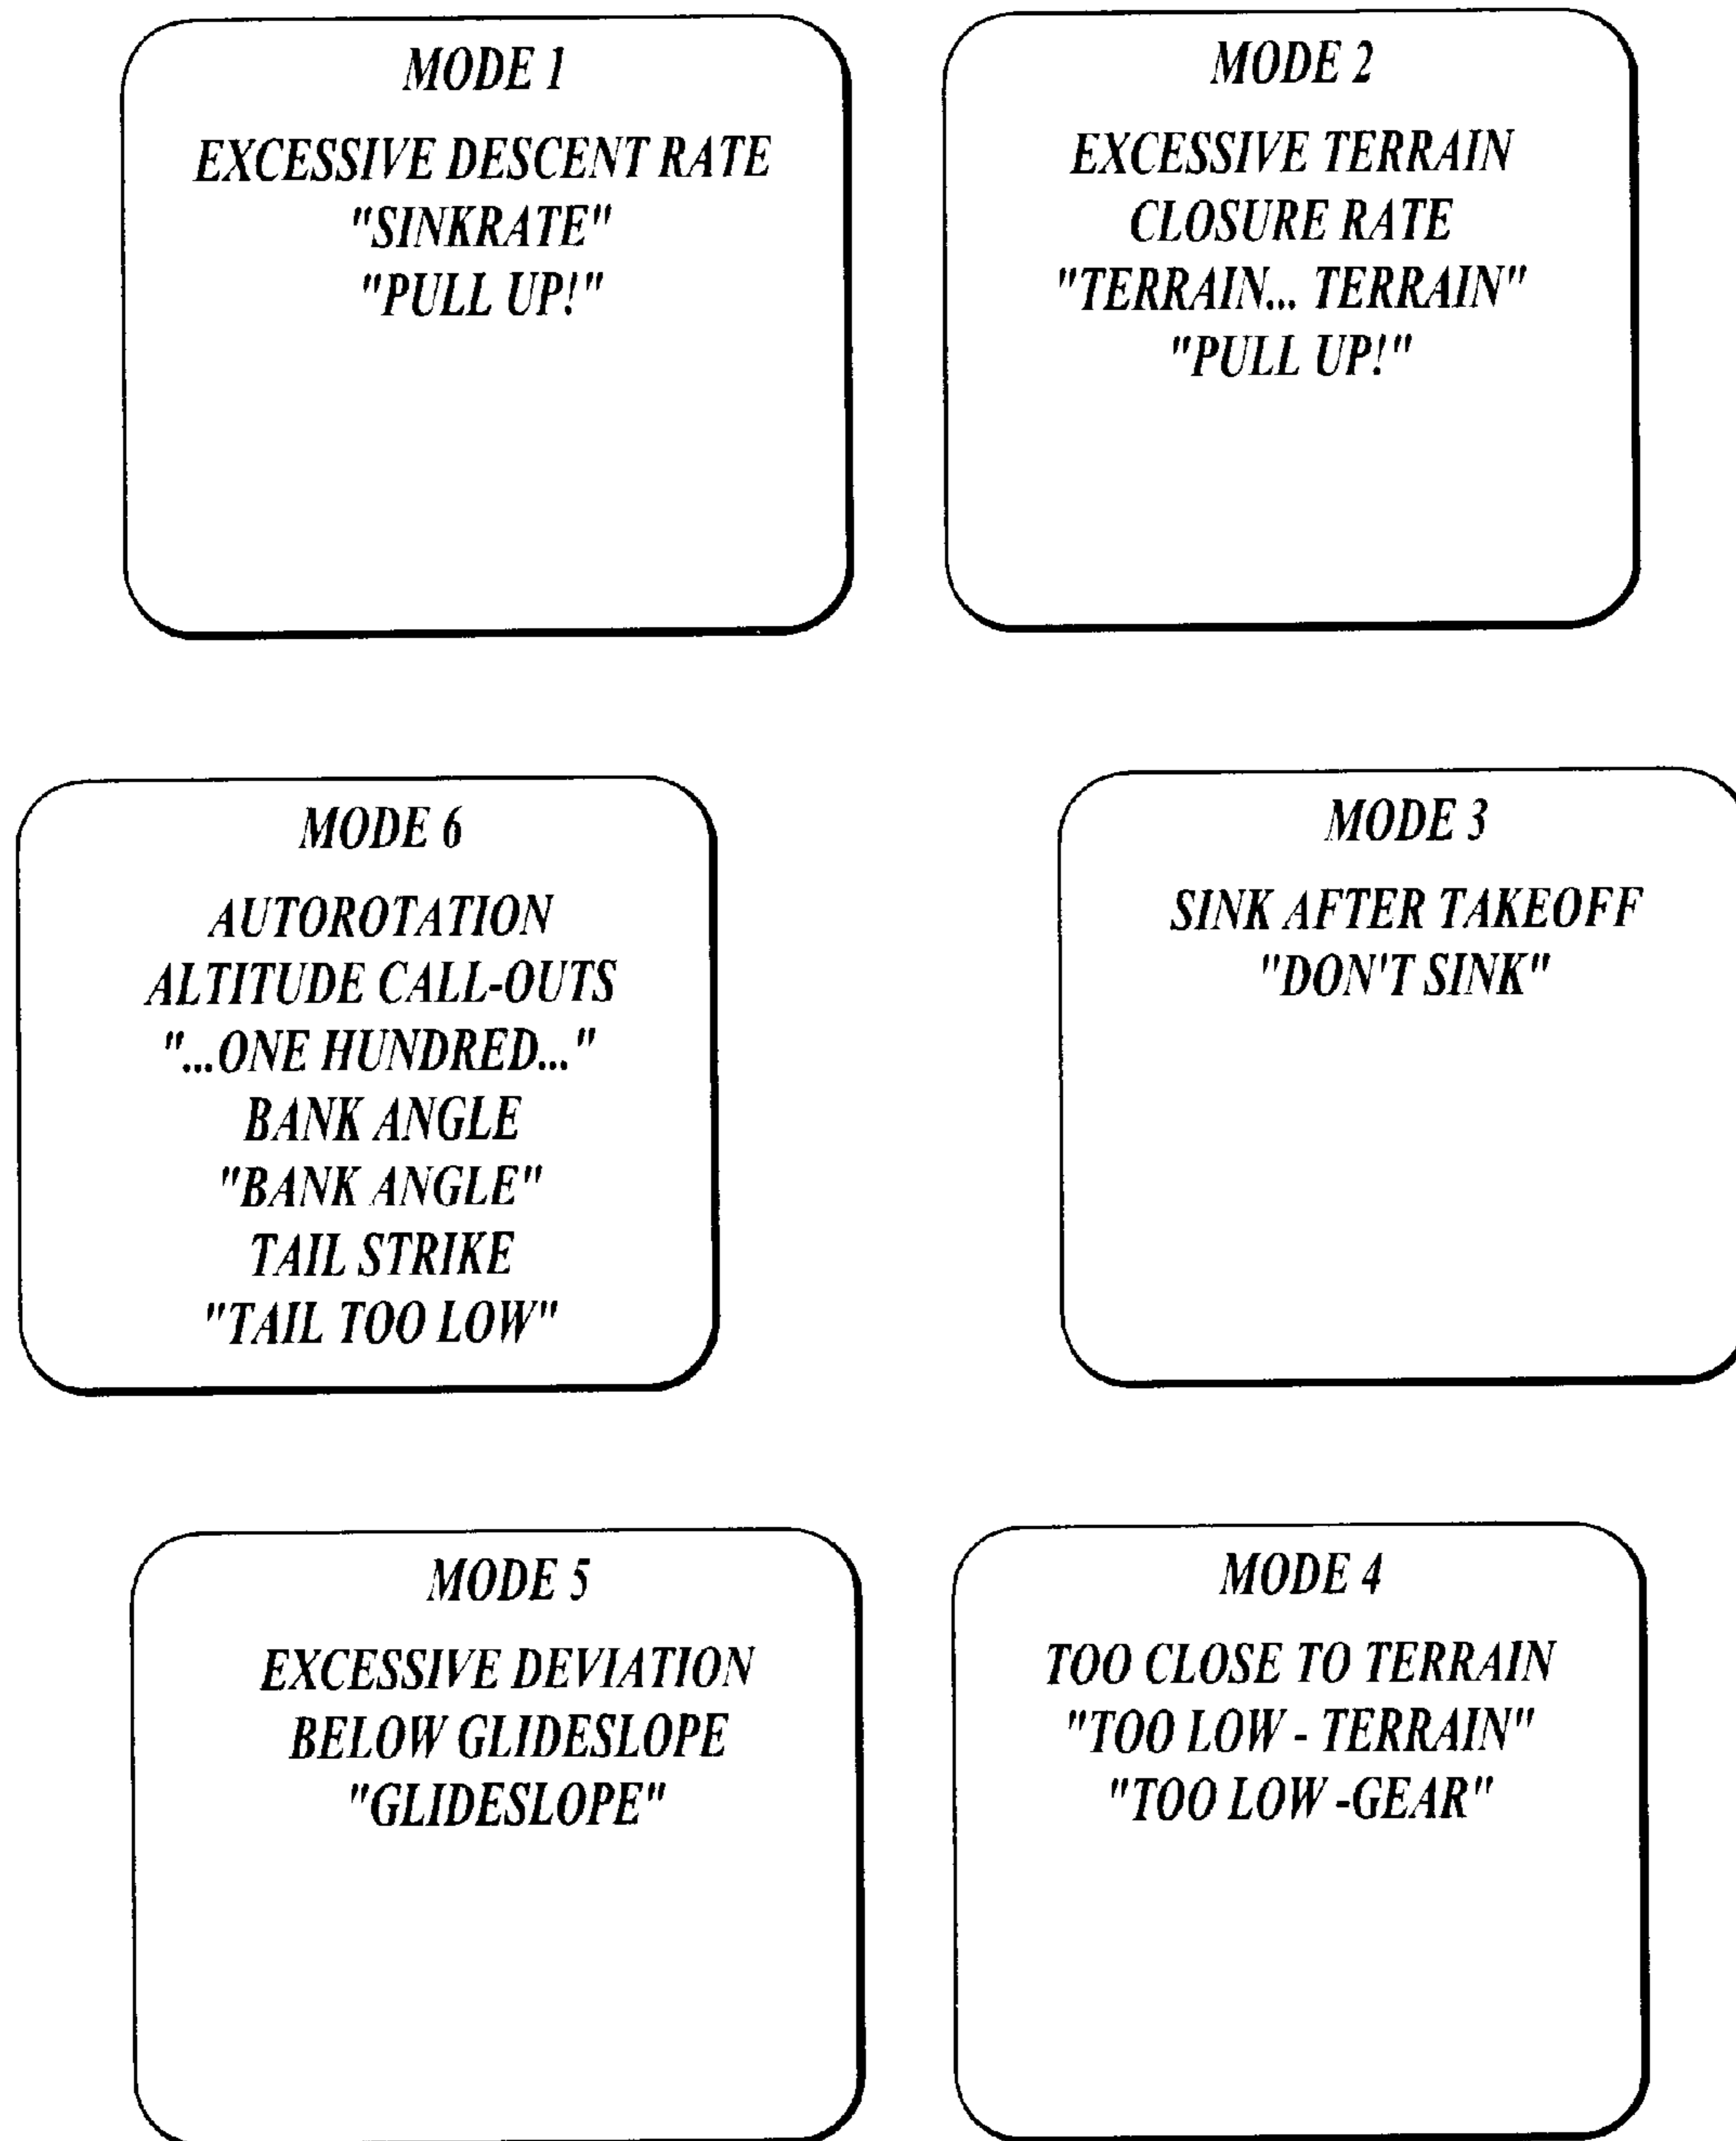 MODE 1
EXCESSIVE DESCENT RATE
"SINKRATE"
"PULL UP!"
MODE 2
EXCESSIVE TERRAIN
CLOSURE RATE
"TERRAIN... TERRAIN"
"PULL UP!"
MODE 6
AUTOROTATION
ALTITUDE CALL-OUTS
"...ONE HUNDRED..."
BANK ANGLE
"BANK ANGLE"
TAIL STRIKE
"TAIL TOO LOW"
MODE 3
SINK AFTER TAKEOFF
"DON'T SINK"
MODE 5
EXCESSIVE DEVIATION
BELOW GLIDESLOPE
"GLIDESLOPE"
MODE 4
TOO CLOSE TO TERRAIN
"TOO LOW - TERRAIN"
"TOO LOW -GEAR"